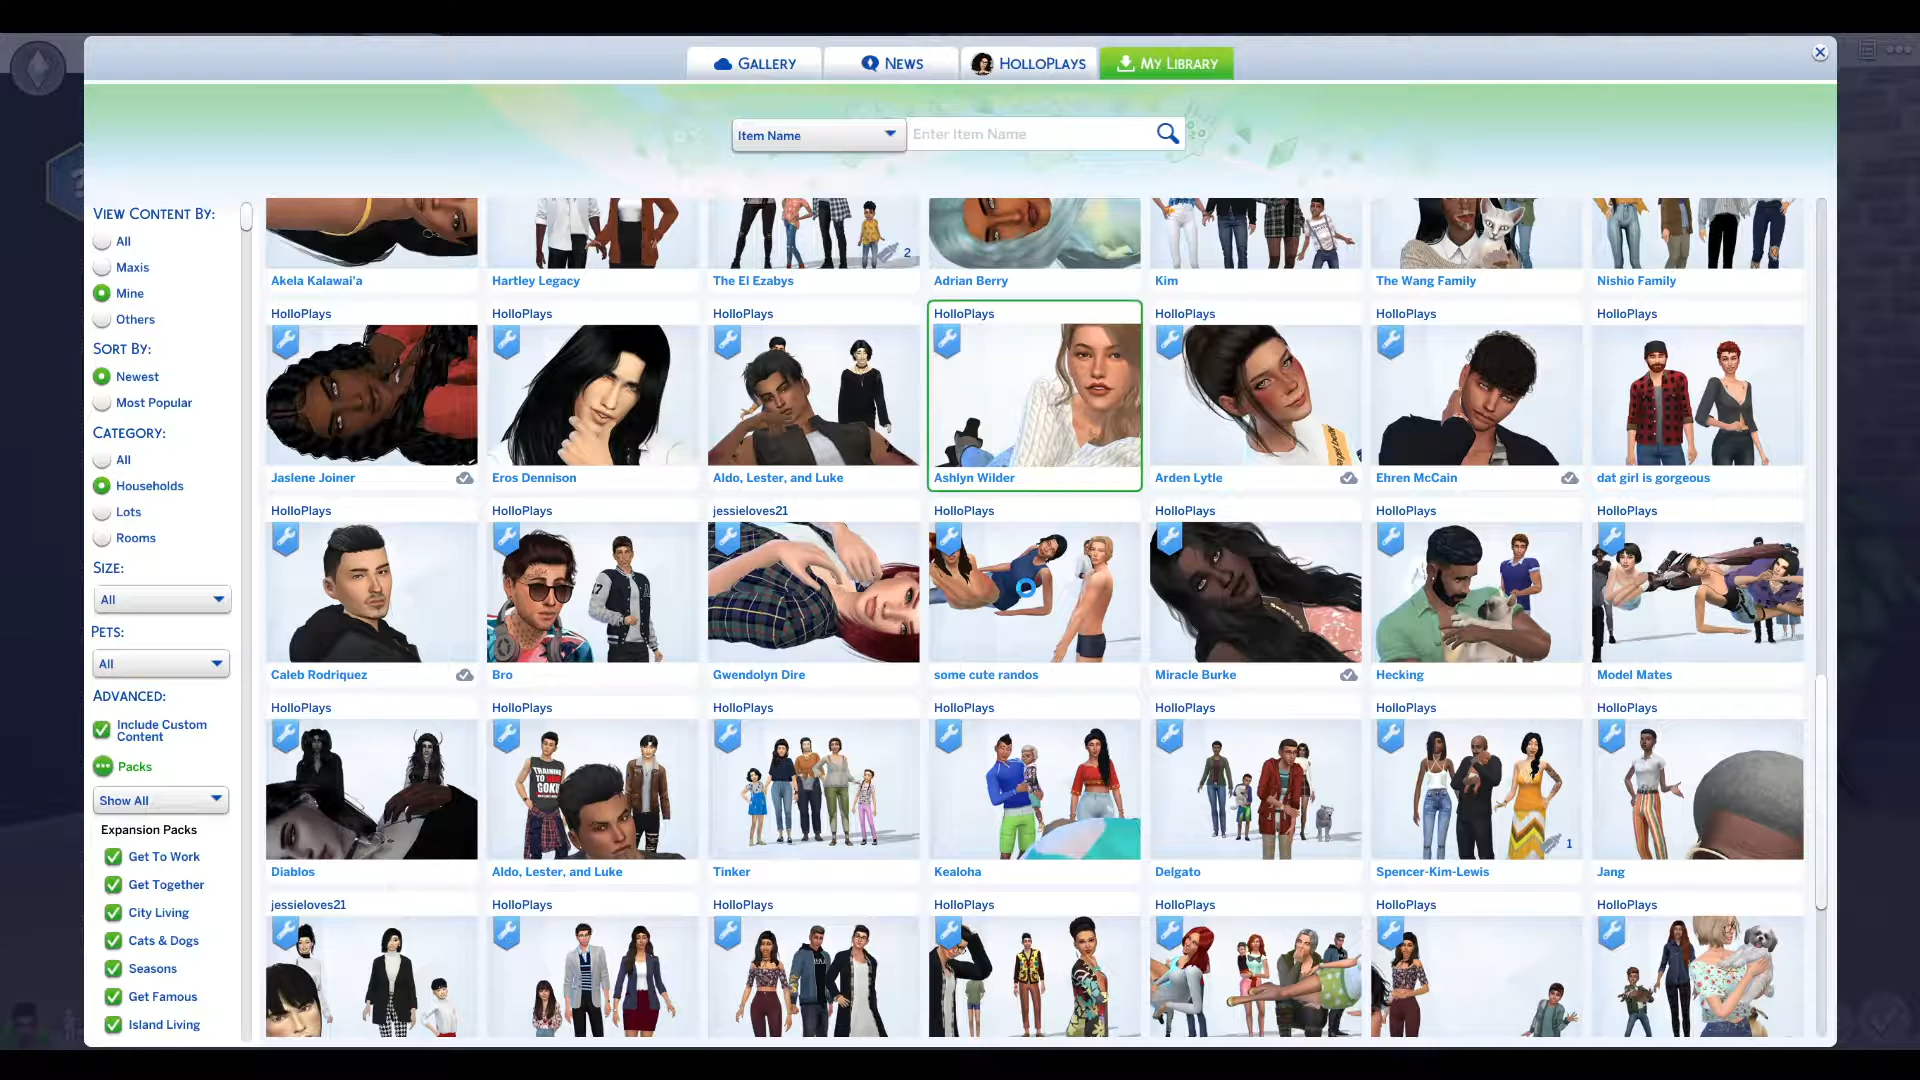 GALLERY
NEWS
HOLLOPLAYS
MY LIBRARY
Item Name
Enter Item Name
VIEW CONTENT BY:
All
Maxis
Mine
Others
SORT BY:
Newest
Most Popular
CATEGORY:
All
Households
Lots
Rooms
SIZE:
All
PETS:
All
ADVANCED:
Include Custom
Content
Packs
Show All
Expansion Packs
Get To Work
Get Together
City Living
Cats & Dogs
Seasons
Get Famous
Island Living
2
Akela Kalawai'a
Hartley Legacy
The El Ezabys
Adrian Berry
Kim
The Wang Family
Nishio Family
HolloPlays
HolloPlays
HolloPlays
HolloPlays
HolloPlays
HolloPlays
HolloPlays
Jaslene Joiner
Eros Dennison
Aldo, Lester, and Luke
Ashlyn Wilder
Arden Lytle
Ehren McCain
dat girl is gorgeous
HolloPlays
HolloPlays
jessieloves21
HolloPlays
HolloPlays
HolloPlays
HolloPlays
Caleb Rodriquez
Bro
Gwendolyn Dire
some cute randos
Miracle Burke
Hecking
Model Mates
HolloPlays
HolloPlays
HolloPlays
HolloPlays
HolloPlays
HolloPlays
HolloPlays
TRAINING
GOKU
1
Diablos
Aldo, Lester, and Luke
Tinker
Kealoha
Delgato
Spencer-Kim-Lewis
Jang
jessieloves21
HolloPlays
HolloPlays
HolloPlays
HolloPlays
HolloPlays
HolloPlays